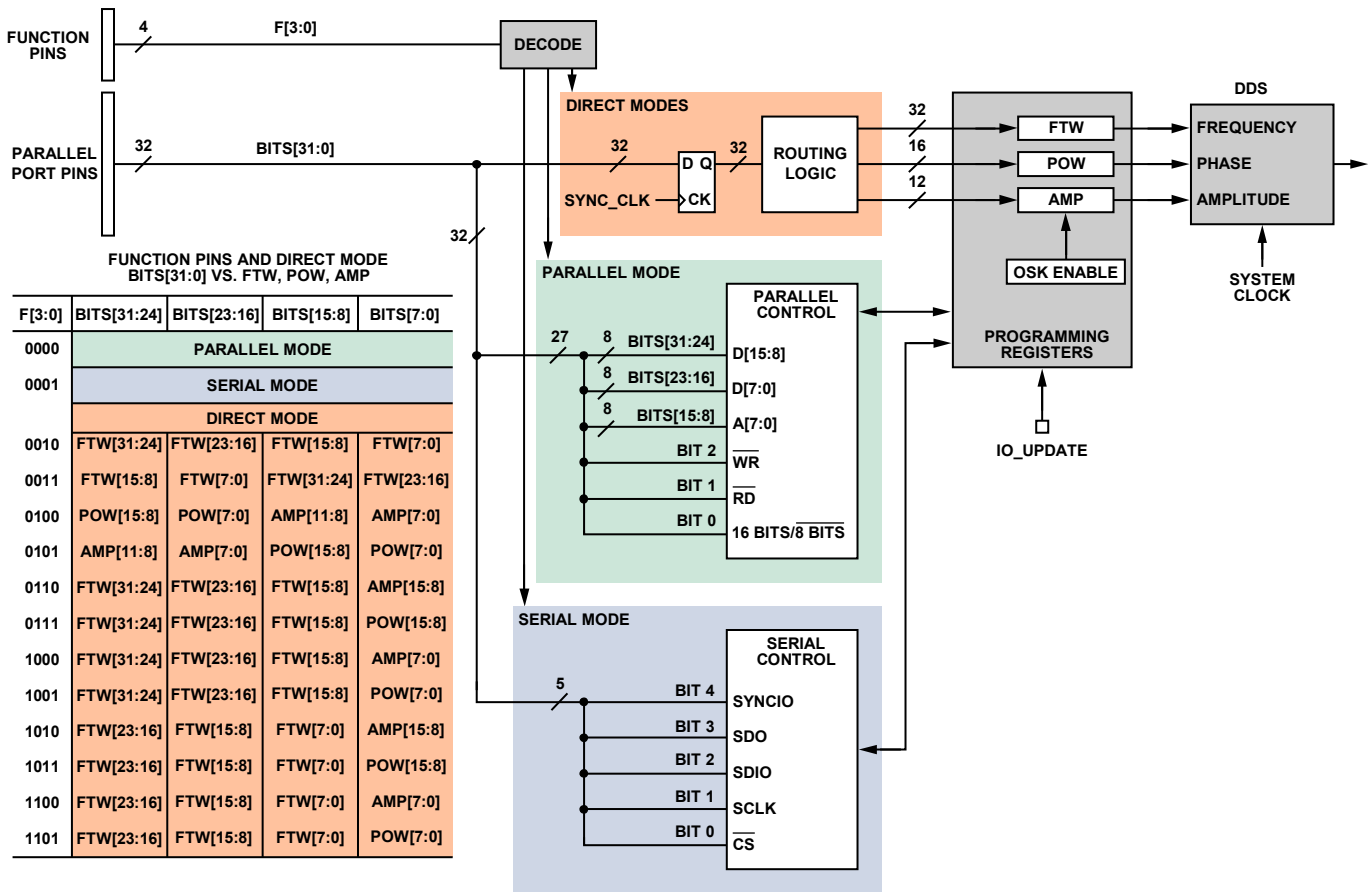 FUNCTION
PINS
4
F[3:0]
DECODE
PARALLEL
PORT PINS
32
BITS[31:0]
32
DIRECT MODES
32
D Q
CK
SYNC_CLK
32
ROUTING
LOGIC
32
16
12
FTW
POW
AMP
OSK ENABLE
PROGRAMMING
REGISTERS
IO_UPDATE
DDS
FREQUENCY
PHASE
AMPLITUDE
SYSTEM
CLOCK
FUNCTION PINS AND DIRECT MODE
BITS[31:0] VS. FTW, POW, AMP
F[3:0] BITS[31:24] BITS[23:16] BITS[15:8] BITS[7:0]
0000 PARALLEL MODE
0001 SERIAL MODE
DIRECT MODE
0010 FTW[31:24] FTW[23:16] FTW[15:8] FTW[7:0]
0011 FTW[15:8] FTW[7:0] FTW[31:24] FTW[23:16]
0100 POW[15:8] POW[7:0] AMP[11:8] AMP[7:0]
0101 AMP[11:8] AMP[7:0] POW[15:8] POW[7:0]
0110 FTW[31:24] FTW[23:16] FTW[15:8] AMP[15:8]
0111 FTW[31:24] FTW[23:16] FTW[15:8] POW[15:8]
1000 FTW[31:24] FTW[23:16] FTW[15:8] AMP[7:0]
1001 FTW[31:24] FTW[23:16] FTW[15:8] POW[7:0]
1010 FTW[23:16] FTW[15:8] FTW[7:0] AMP[15:8]
1011 FTW[23:16] FTW[15:8] FTW[7:0] POW[15:8]
1100 FTW[23:16] FTW[15:8] FTW[7:0] AMP[7:0]
1101 FTW[23:16] FTW[15:8] FTW[7:0] POW[7:0]
PARALLEL MODE
PARALLEL
CONTROL
27
8 BITS[31:24] D[15:8]
8 BITS[23:16] D[7:0]
8 BITS[15:8] A[7:0]
BIT 2 W̅R̅
BIT 1 R̅D̅
BIT 0 16 BITS/8̅ B̅I̅T̅S̅
SERIAL MODE
SERIAL
CONTROL
5
BIT 4 SYNCIO
BIT 3 SDO
BIT 2 SDIO
BIT 1 SCLK
BIT 0 C̅S̅